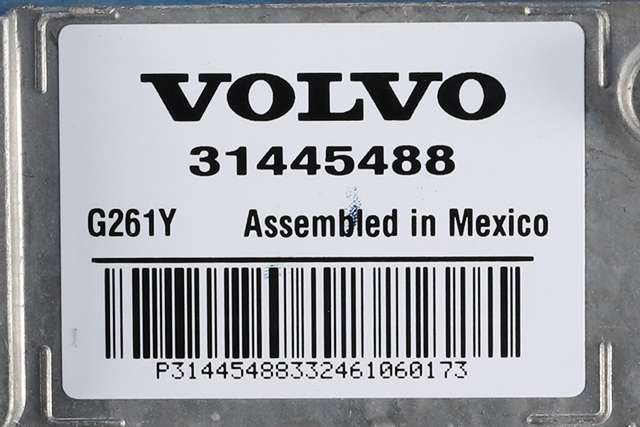 VOLVO
31445488
G261Y Assembled in Mexico
P31445488332461060173